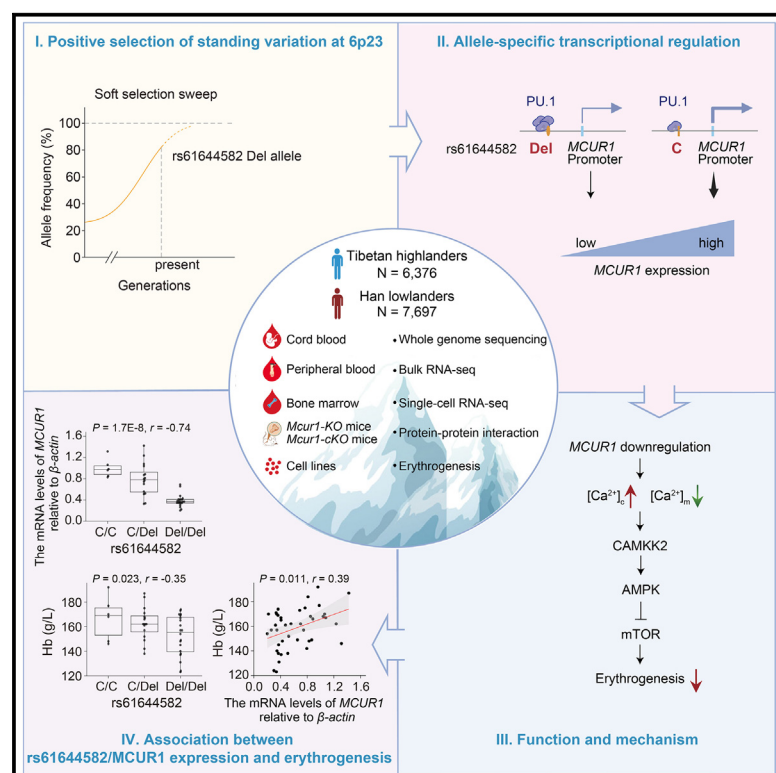 I. Positive selection of standing variation at 6p23
Soft selection sweep
Allele frequency (%)
100
80
60
40
20
0
rs61644582 Del allele
present
Generations
II. Allele-specific transcriptional regulation
PU.1
PU.1
rs61644582
Del
MCUR1
Promoter
C
MCUR1
Promoter
low
high
MCUR1 expression
Tibetan highlanders
N = 6,376
Han lowlanders
N = 7,697
Cord blood
• Whole genome sequencing
Peripheral blood
• Bulk RNA-seq
Bone marrow
• Single-cell RNA-seq
Mcur1-KO mice
Mcur1-cKO mice
• Protein-protein interaction
Cell lines
• Erythrogenesis
MCUR1 downregulation
[Ca²⁺]c
[Ca²⁺]m
CAMKK2
AMPK
mTOR
Erythrogenesis
III. Function and mechanism
P = 1.7E-8, r = -0.74
The mRNA levels of MCUR1
relative to β-actin
1.6
1.2
0.8
0.4
0.0
C/C
C/Del
Del/Del
rs61644582
P = 0.023, r = -0.35
Hb (g/L)
180
160
140
120
C/C
C/Del
Del/Del
rs61644582
P = 0.011, r = 0.39
Hb (g/L)
180
160
140
120
0.0
0.4
0.8
1.2
1.6
The mRNA levels of MCUR1
relative to β-actin
IV. Association between
rs61644582/MCUR1 expression and erythrogenesis